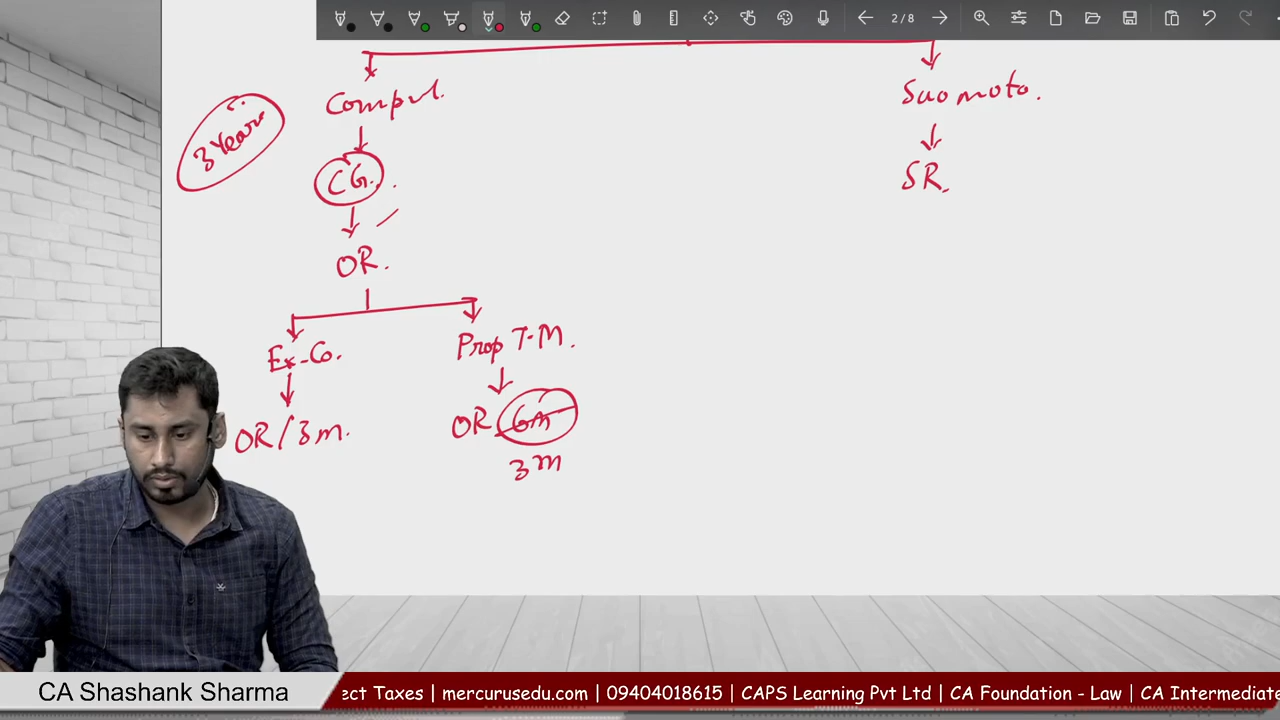 2/8
Compul.
Suo moto.
3 Years
CG.
SR.
OR.
Ex-Co.
Prop T-M.
OR/3m.
OR 6m
3m
CA Shashank Sharma
ect Taxes | mercurusedu.com | 09404018615 | CAPS Learning Pvt Ltd | CA Foundation - Law | CA Intermediate